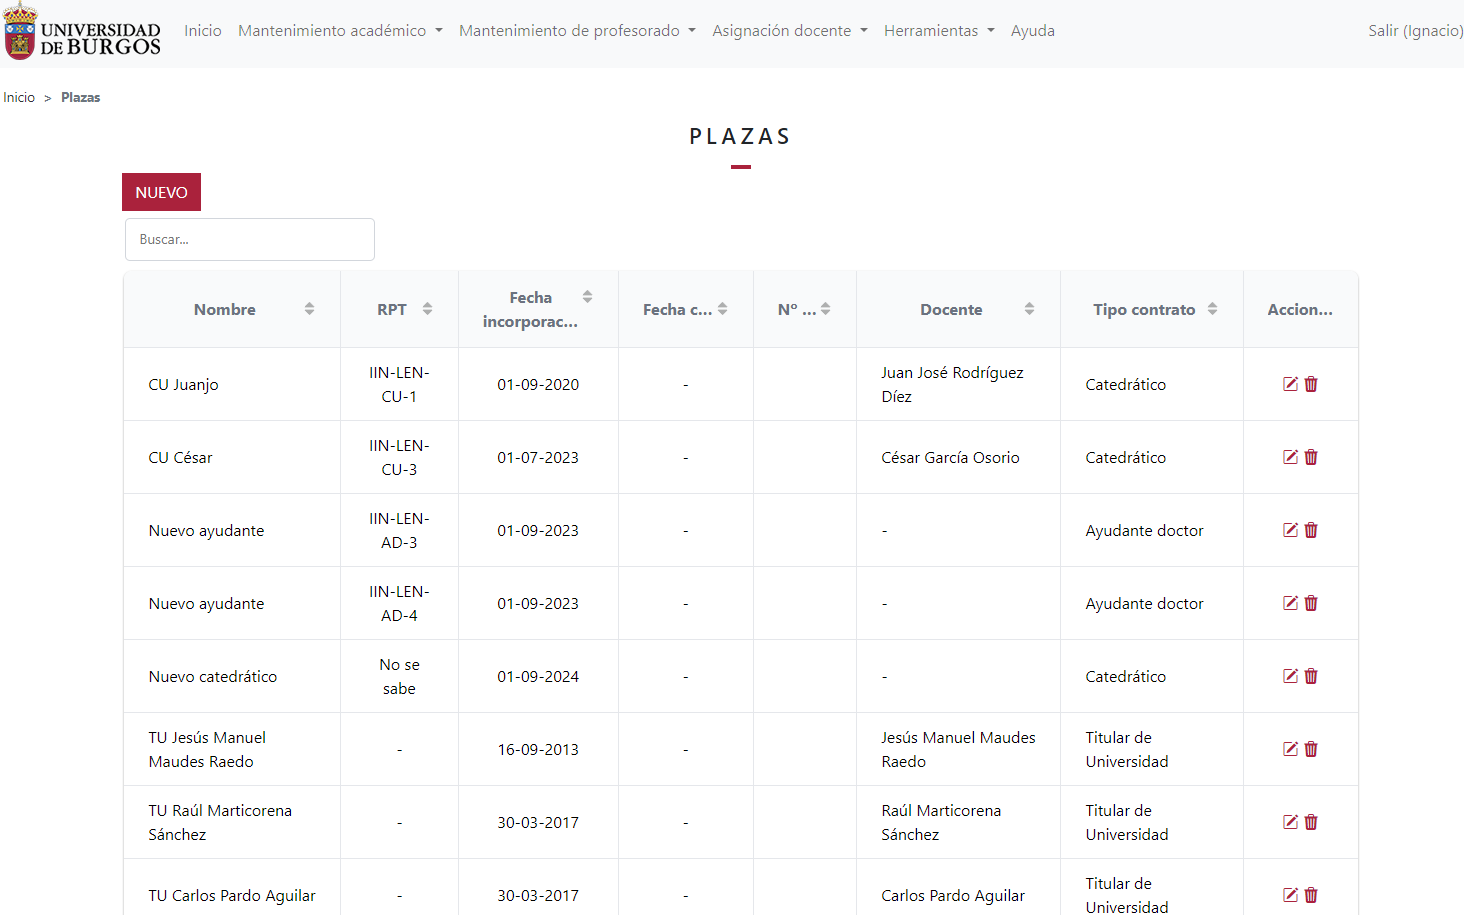 UNIVERSIDAD
DE BURGOS
Inicio Mantenimiento académico Mantenimiento de profesorado Asignación docente Herramientas Ayuda Salir (Ignacio)
Inicio > Plazas
PLAZAS
NUEVO
Buscar...
Nombre RPT Fecha incorporac... Fecha c... Nº ... Docente Tipo contrato Accion...
CU Juanjo IIN-LEN-CU-1 01-09-2020 - Juan José Rodríguez Díez Catedrático
CU César IIN-LEN-CU-3 01-07-2023 - César García Osorio Catedrático
Nuevo ayudante IIN-LEN-AD-3 01-09-2023 - - Ayudante doctor
Nuevo ayudante IIN-LEN-AD-4 01-09-2023 - - Ayudante doctor
Nuevo catedrático No se sabe 01-09-2024 - - Catedrático
TU Jesús Manuel Maudes Raedo - 16-09-2013 - Jesús Manuel Maudes Raedo Titular de Universidad
TU Raúl Marticorena Sánchez - 30-03-2017 - Raúl Marticorena Sánchez Titular de Universidad
TU Carlos Pardo Aguilar - 30-03-2017 - Carlos Pardo Aguilar Titular de Universidad